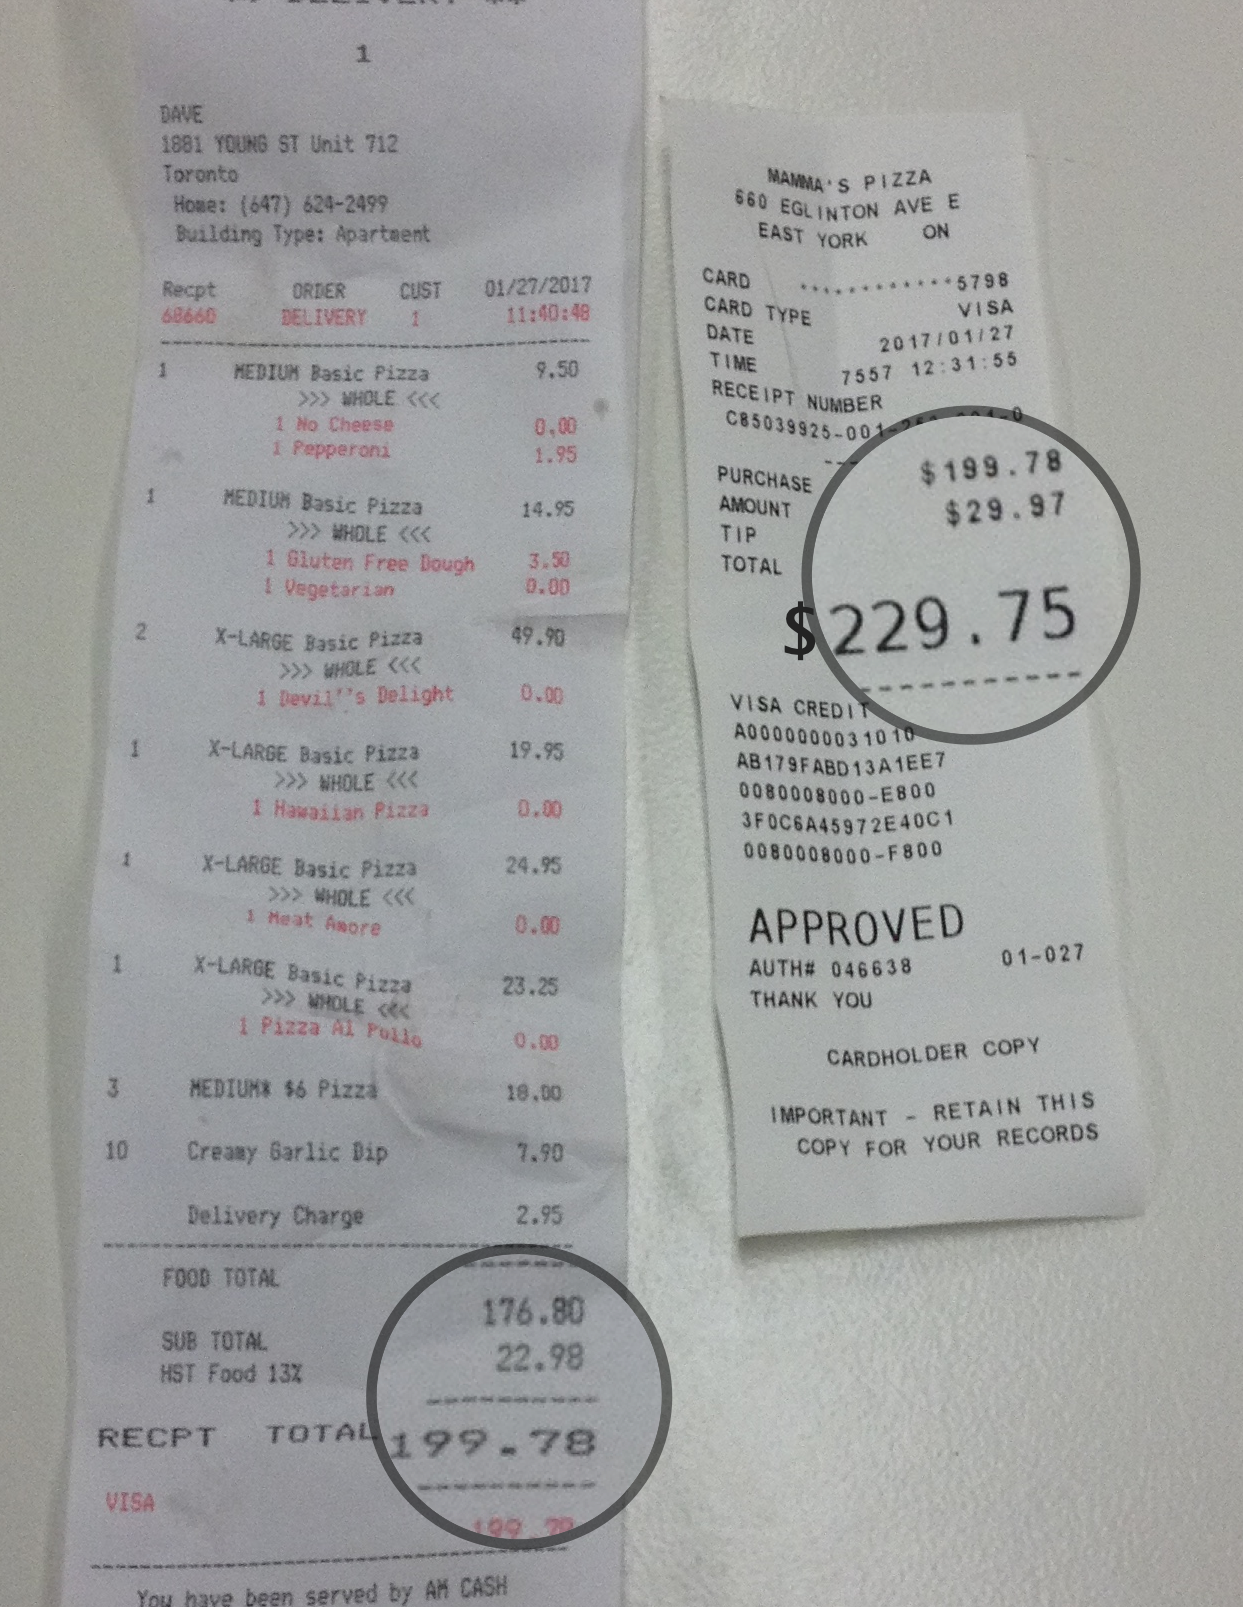 ** DELIVERY **
1
DAVE
1881 YOUNG ST Unit 712
Toronto
Home: (647) 624-2499
Building Type: Apartment
Recpt ORDER CUST 01/27/2017
68660 DELIVERY 1 11:40:48
1 MEDIUM Basic Pizza 9.50
>>> WHOLE <<<
1 No Cheese 0.00
1 Pepperoni 1.95
1 MEDIUM Basic Pizza 14.95
>>> WHOLE <<<
1 Gluten Free Dough 3.50
1 Vegetarian 0.00
2 X-LARGE Basic Pizza 49.90
>>> WHOLE <<<
1 Devil''s Delight 0.00
1 X-LARGE Basic Pizza 19.95
>>> WHOLE <<<
1 Hawaiian Pizza 0.00
1 X-LARGE Basic Pizza 24.95
>>> WHOLE <<<
1 Meat Amore 0.00
1 X-LARGE Basic Pizza 23.25
>>> WHOLE <<<
1 Pizza Al Pollo 0.00
3 MEDIUM* $6 Pizza 18.00
10 Creamy Garlic Dip 7.90
Delivery Charge 2.95
FOOD TOTAL
176.80
SUB TOTAL 22.98
HST Food 13%
RECPT TOTAL 199.78
VISA
199.78
You have been served by AM CASH
MAMMA'S PIZZA
660 EGLINTON AVE E
EAST YORK ON
CARD ************5798
CARD TYPE VISA
DATE 2017/01/27
TIME 7557 12:31:55
RECEIPT NUMBER
C85039925-001-
PURCHASE $199.78
AMOUNT $29.97
TIP
TOTAL
$229.75
VISA CREDIT
A0000000031010
AB179FABD13A1EE7
0080008000-E800
3F0C6A45972E40C1
0080008000-F800
APPROVED
AUTH# 046638 01-027
THANK YOU
CARDHOLDER COPY
IMPORTANT - RETAIN THIS
COPY FOR YOUR RECORDS